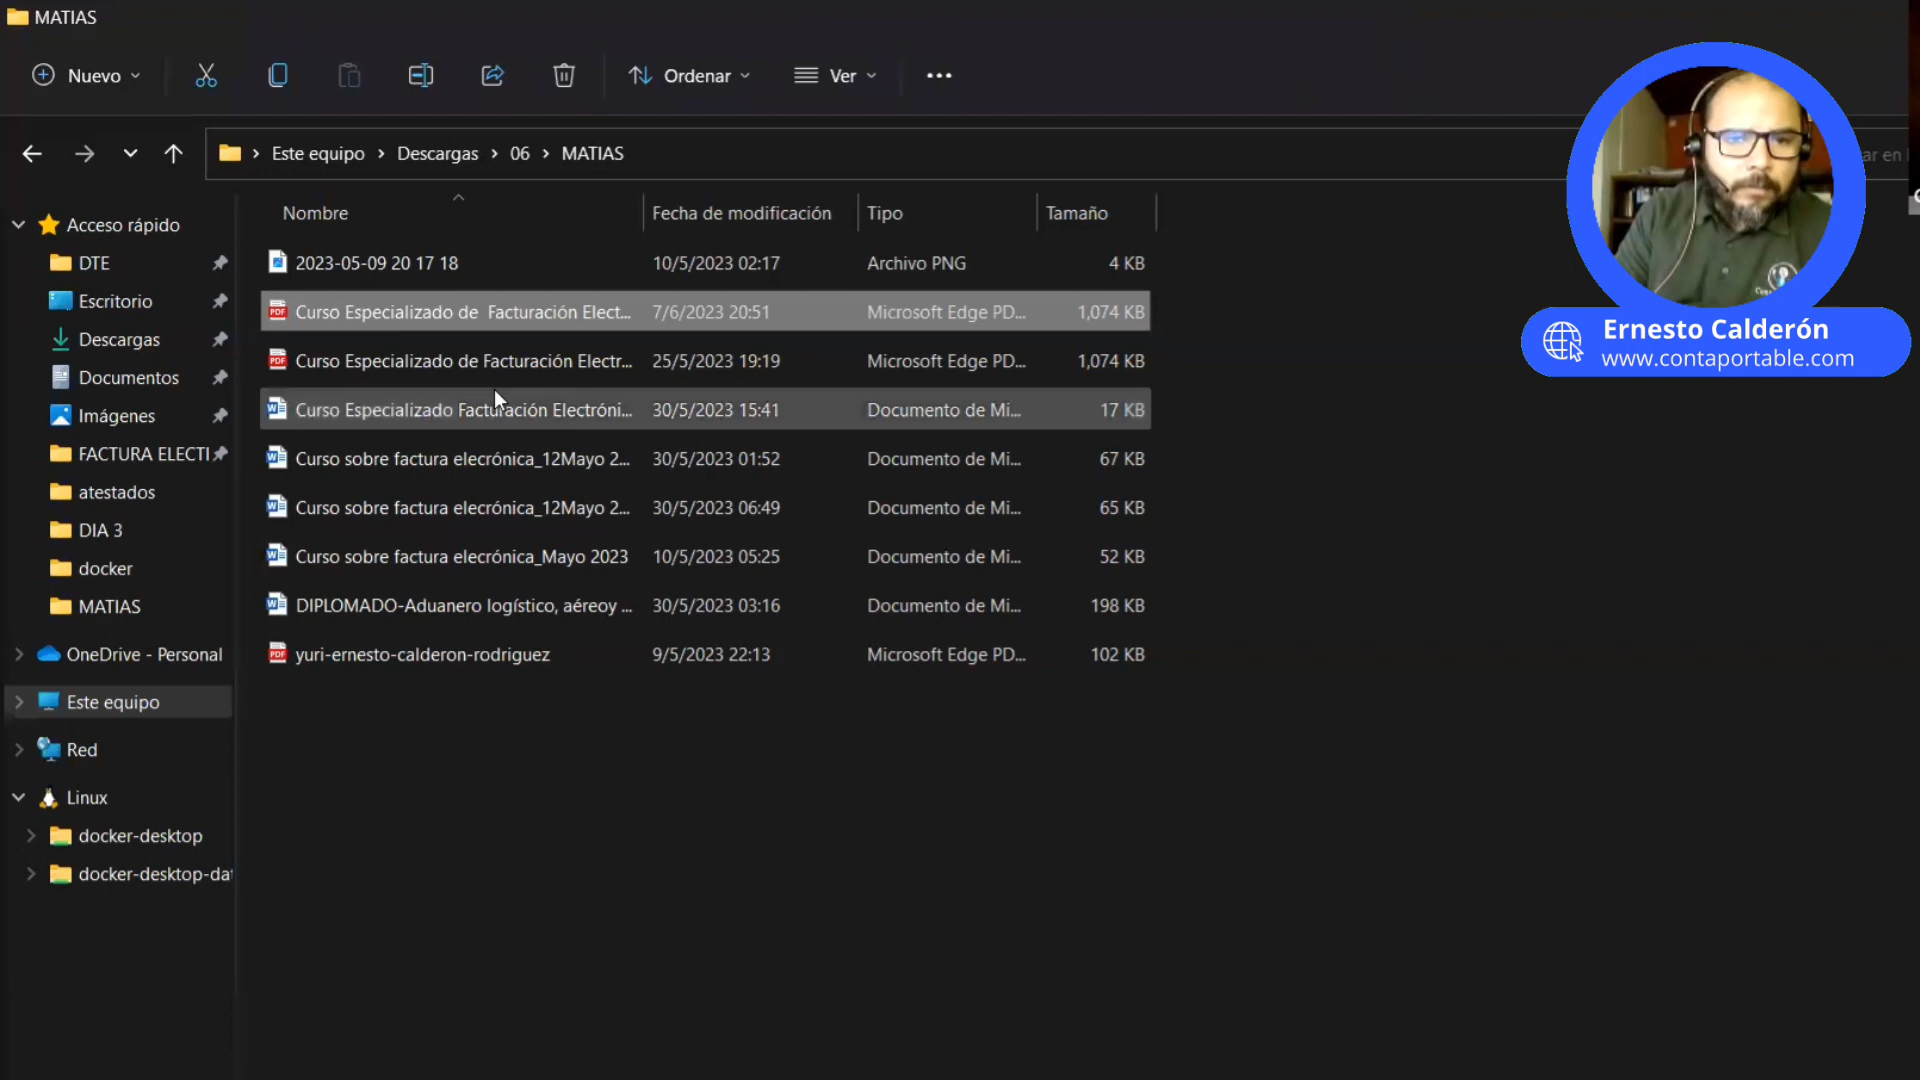 MATIAS
Nuevo
Ordenar
Ver
Este equipo > Descargas > 06 > MATIAS
ar en
Nombre Fecha de modificación Tipo Tamaño
2023-05-09 20 17 18 10/5/2023 02:17 Archivo PNG 4 KB
Curso Especializado de  Facturación Elect... 7/6/2023 20:51 Microsoft Edge PD... 1,074 KB
Curso Especializado de Facturación Electr... 25/5/2023 19:19 Microsoft Edge PD... 1,074 KB
Curso Especializado Facturación Electróni... 30/5/2023 15:41 Documento de Mi... 17 KB
Curso sobre factura elecrónica_12Mayo 2... 30/5/2023 01:52 Documento de Mi... 67 KB
Curso sobre factura elecrónica_12Mayo 2... 30/5/2023 06:49 Documento de Mi... 65 KB
Curso sobre factura elecrónica_Mayo 2023 10/5/2023 05:25 Documento de Mi... 52 KB
DIPLOMADO-Aduanero logístico, aéreoy ... 30/5/2023 03:16 Documento de Mi... 198 KB
yuri-ernesto-calderon-rodriguez 9/5/2023 22:13 Microsoft Edge PD... 102 KB
Acceso rápido
DTE
Escritorio
Descargas
Documentos
Imágenes
FACTURA ELECTI
atestados
DIA 3
docker
MATIAS
OneDrive - Personal
Este equipo
Red
Linux
docker-desktop
docker-desktop-dat
Ernesto Calderón
www.contaportable.com